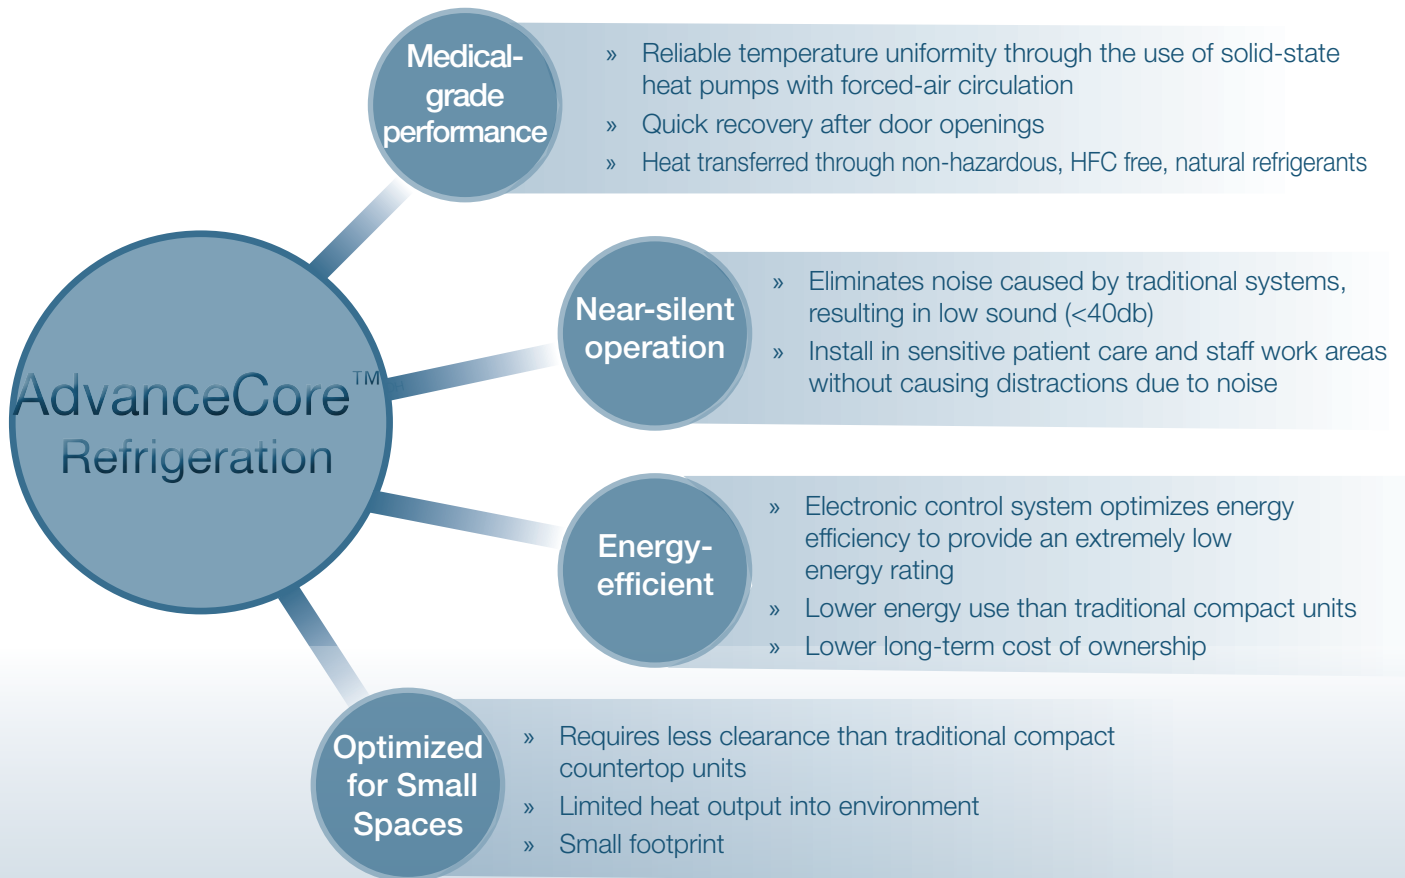 Medical-
grade
performance
» Reliable temperature uniformity through the use of solid-state
heat pumps with forced-air circulation
» Quick recovery after door openings
» Heat transferred through non-hazardous, HFC free, natural refrigerants
AdvanceCore™
Refrigeration
Near-silent
operation
» Eliminates noise caused by traditional systems,
resulting in low sound (<40db)
» Install in sensitive patient care and staff work areas
without causing distractions due to noise
Energy-
efficient
» Electronic control system optimizes energy
efficiency to provide an extremely low
energy rating
» Lower energy use than traditional compact units
» Lower long-term cost of ownership
Optimized
for Small
Spaces
» Requires less clearance than traditional compact
countertop units
» Limited heat output into environment
» Small footprint